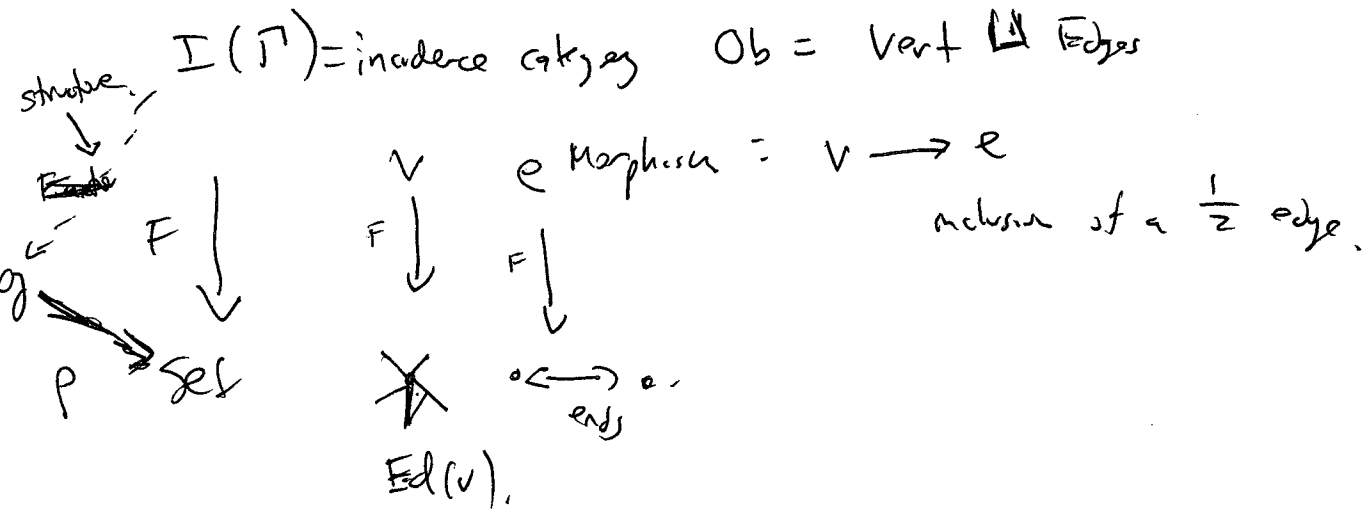 I(Γ) = incidence category Ob = Vert ⊔ Edges
structure
v e Morphism = v → e
F F F inclusion of a 1/2 edge.
g
ρ Set ends
Ed(v).